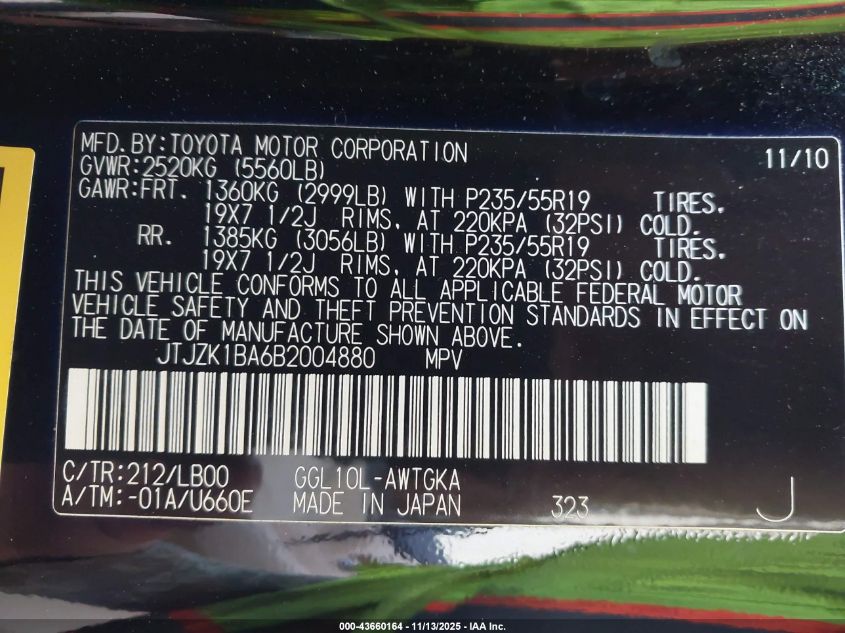 MFD.BY:TOYOTA MOTOR CORPORATION 11/10
GVWR:2520KG (5560LB)
GAWR:FRT. 1360KG (2999LB) WITH P235/55R19 TIRES.
19X7 1/2J RIMS, AT 220KPA (32PSI) COLD.
RR. 1385KG (3056LB) WITH P235/55R19 TIRES.
19X7 1/2J RIMS, AT 220KPA (32PSI) COLD.
THIS VEHICLE CONFORMS TO ALL APPLICABLE FEDERAL MOTOR
VEHICLE SAFETY AND THEFT PREVENTION STANDARDS IN EFFECT ON
THE DATE OF MANUFACTURE SHOWN ABOVE.
JTJZK1BA6B2004880 MPV
C/TR:212/LB00 GGL10L-AWTGKA
A/TM:-01A/U660E MADE IN JAPAN 323 J
000-43660164 - 11/13/2025 - IAA Inc.